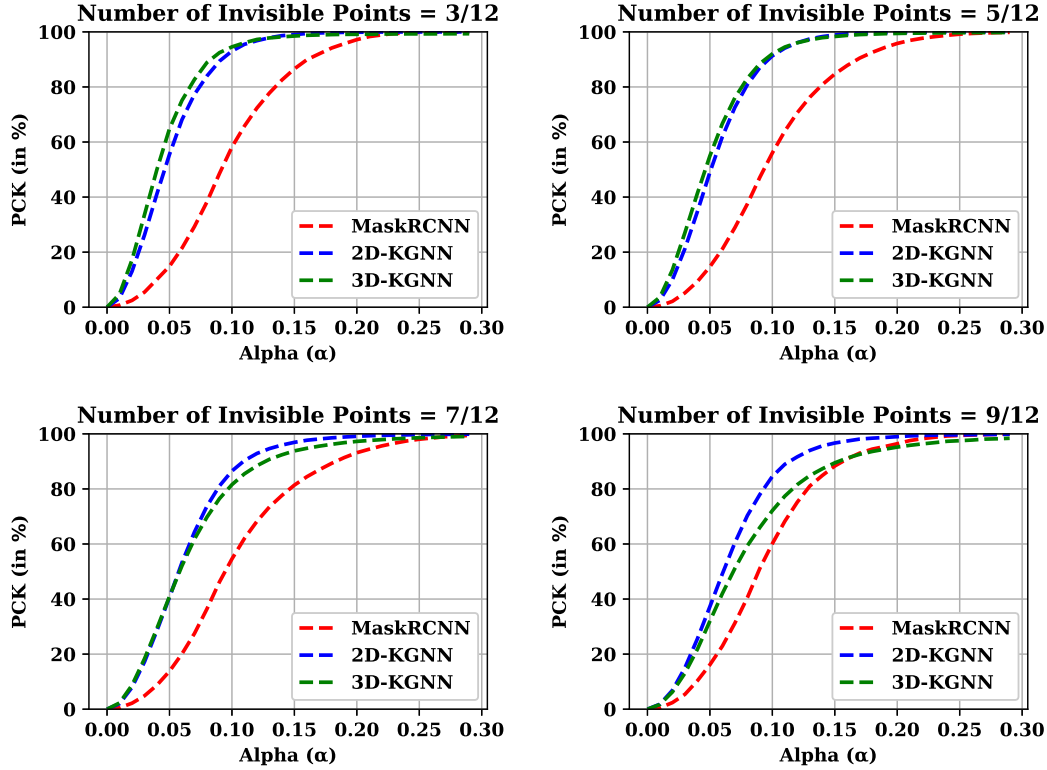 Number of Invisible Points = 3/12
PCK (in %)
100
80
60
40
20
0
MaskRCNN
2D-KGNN
3D-KGNN
0.00 0.05 0.10 0.15 0.20 0.25 0.30
Alpha (α)
Number of Invisible Points = 5/12
PCK (in %)
100
80
60
40
20
0
MaskRCNN
2D-KGNN
3D-KGNN
0.00 0.05 0.10 0.15 0.20 0.25 0.30
Alpha (α)
Number of Invisible Points = 7/12
PCK (in %)
100
80
60
40
20
0
MaskRCNN
2D-KGNN
3D-KGNN
0.00 0.05 0.10 0.15 0.20 0.25 0.30
Alpha (α)
Number of Invisible Points = 9/12
PCK (in %)
100
80
60
40
20
0
MaskRCNN
2D-KGNN
3D-KGNN
0.00 0.05 0.10 0.15 0.20 0.25 0.30
Alpha (α)